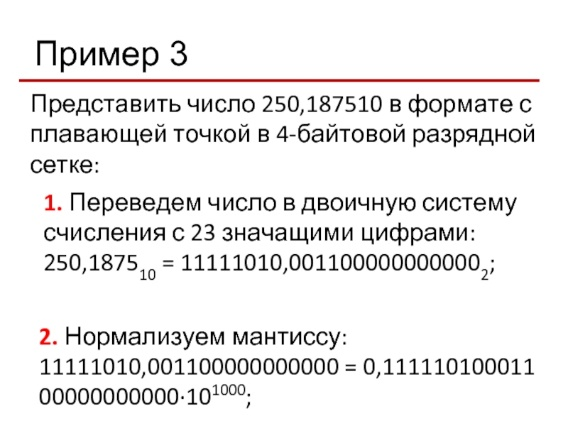 Пример 3
Представить число 250,187510 в формате с
плавающей точкой в 4-байтовой разрядной
сетке:
1. Переведем число в двоичную систему
счисления с 23 значащими цифрами:
250,1875₁₀ = 11111010,001100000000000₂;
2. Нормализуем мантиссу:
11111010,001100000000000 = 0,111110100011
00000000000·10¹⁰⁰⁰;